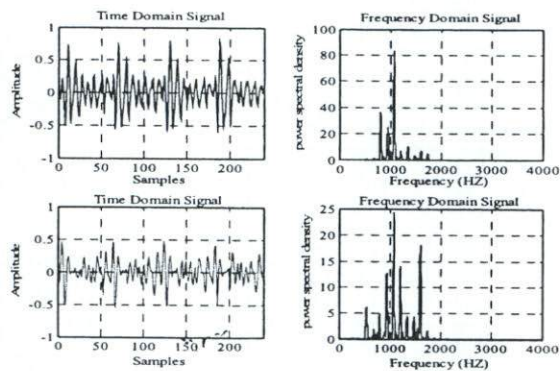 Time Domain Signal
1
0.5
0
-0.5
-1
Amplitude
0 50 100 150 200
Samples
Frequency Domain Signal
100
80
60
40
20
0
power spectral density
0 1000 2000 3000 4000
Frequency (HZ)
Time Domain Signal
1
0.5
0
-0.5
-1
Amplitude
0 50 100 150 200
Samples
Frequency Domain Signal
25
20
15
10
5
0
power spectral density
0 1000 2000 3000 4000
Frequency (HZ)